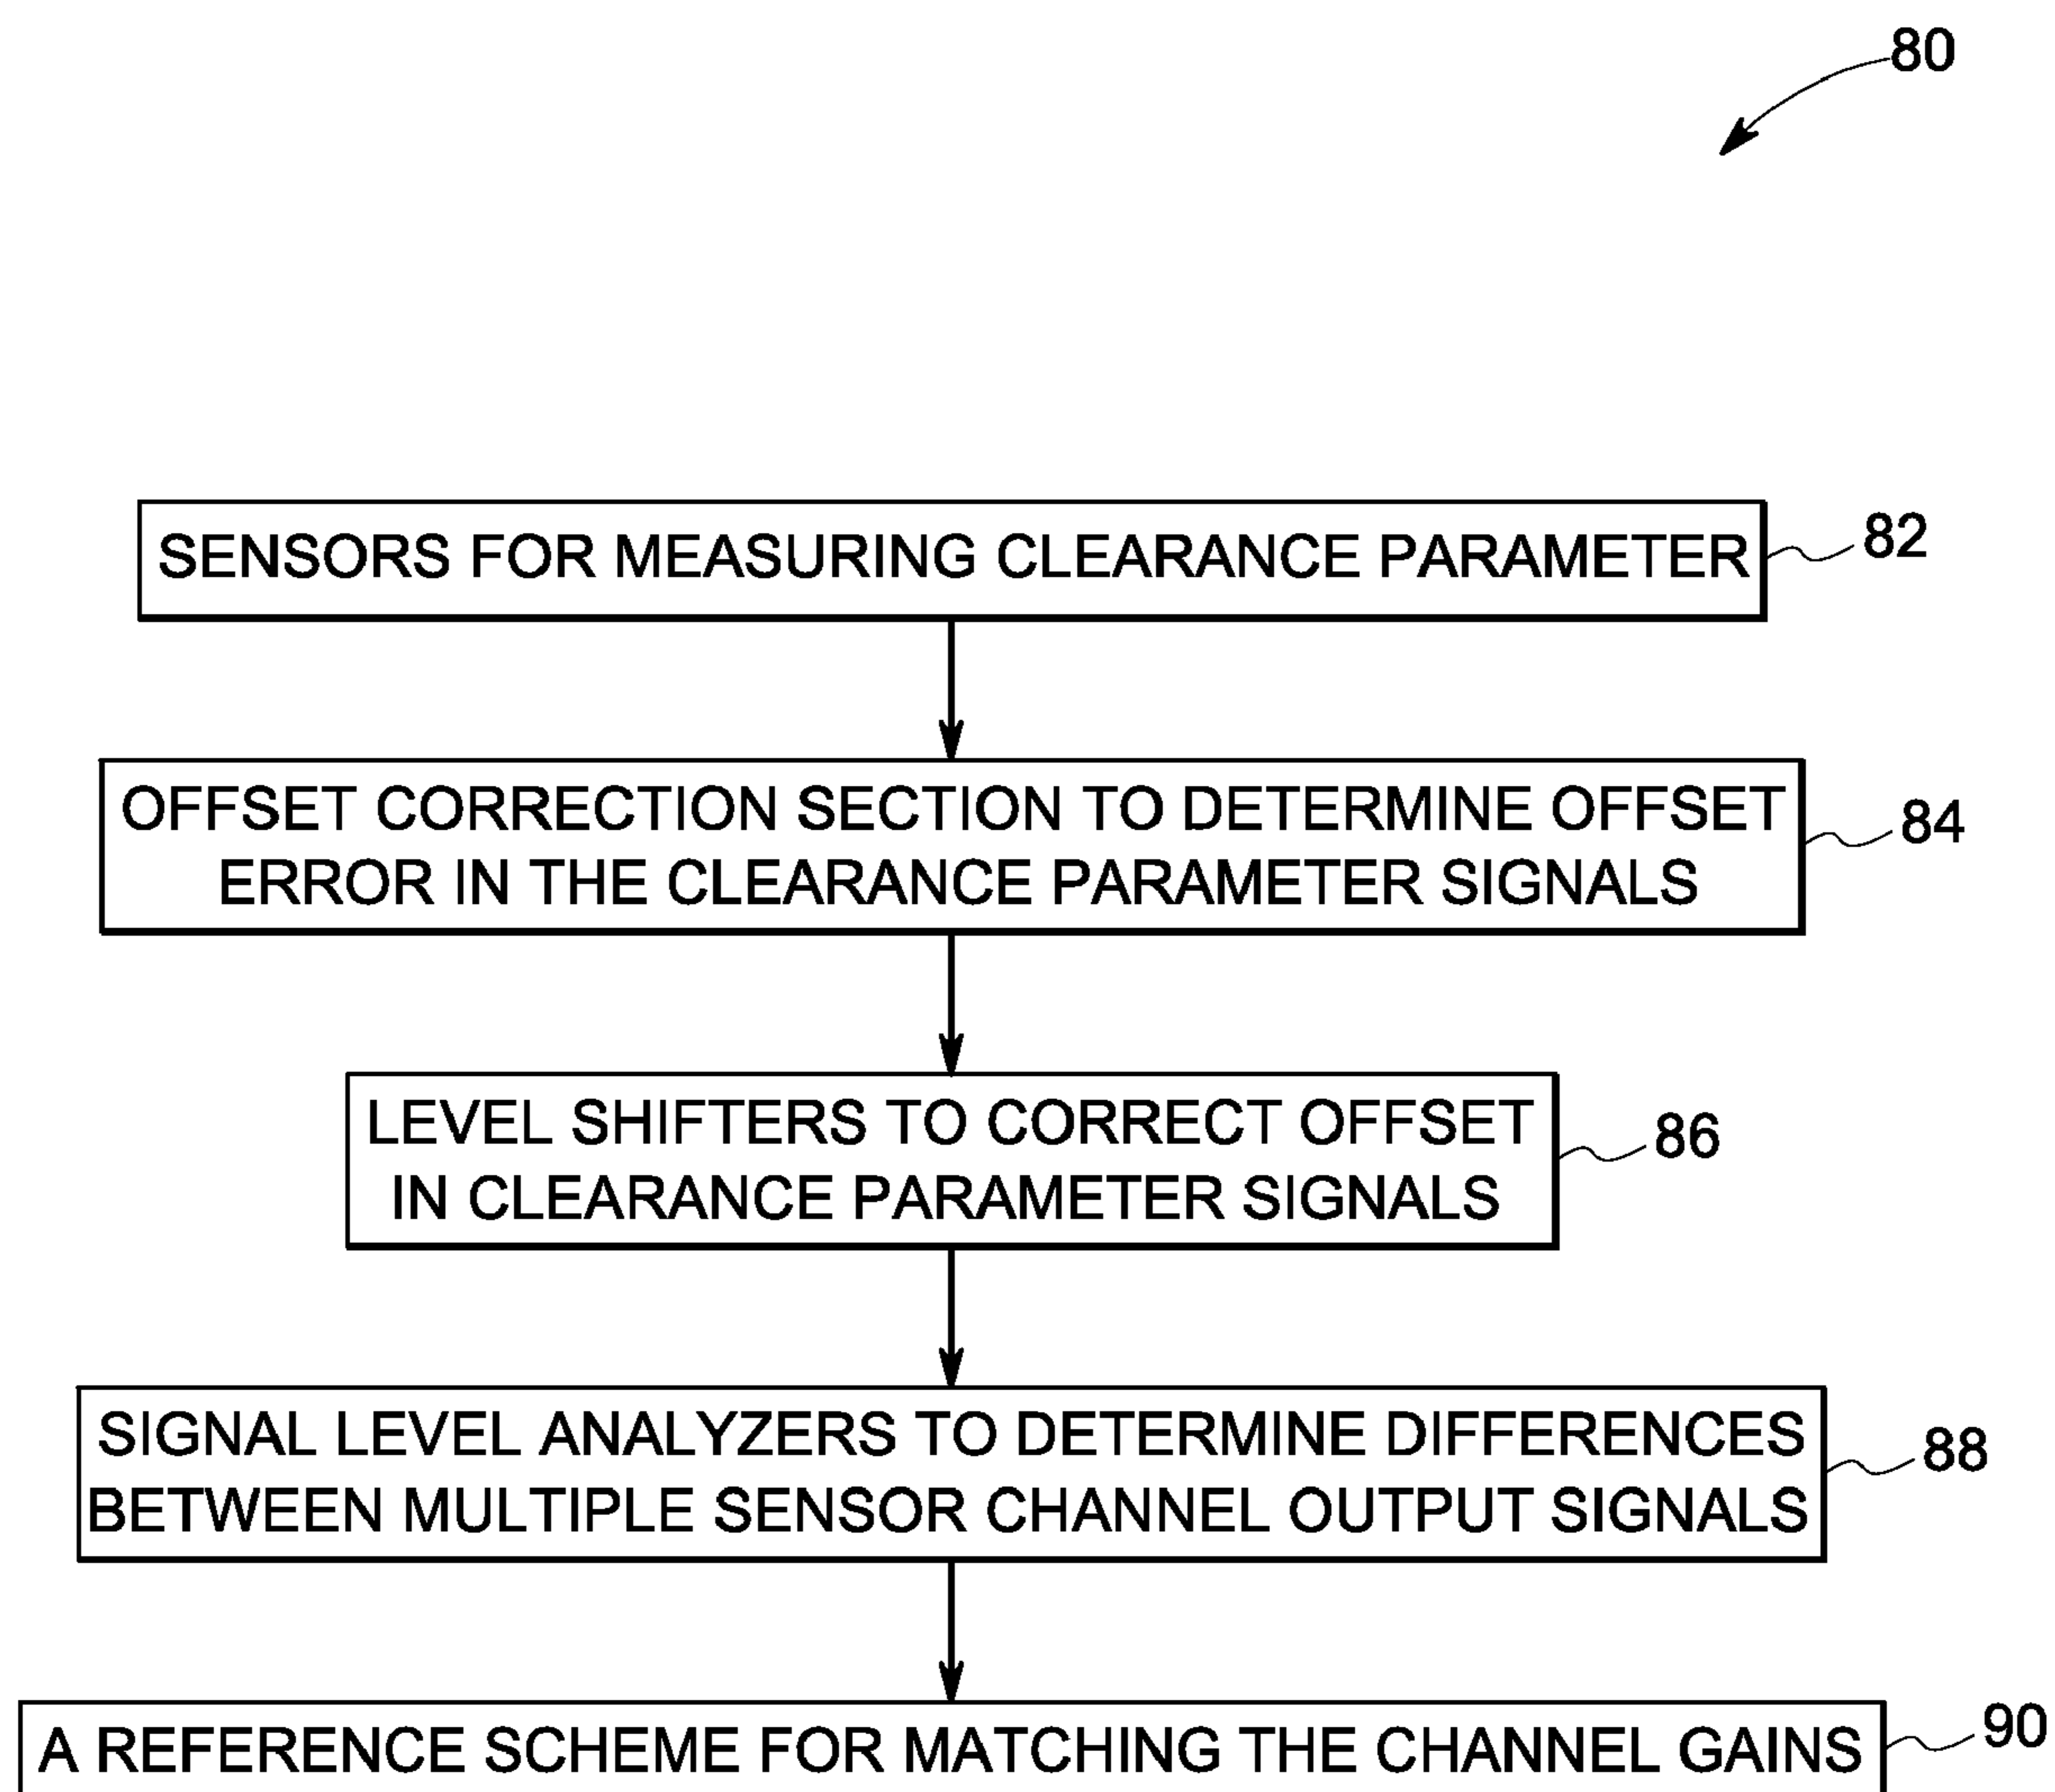 80
SENSORS FOR MEASURING CLEARANCE PARAMETER
82
OFFSET CORRECTION SECTION TO DETERMINE OFFSET
ERROR IN THE CLEARANCE PARAMETER SIGNALS
84
LEVEL SHIFTERS TO CORRECT OFFSET
IN CLEARANCE PARAMETER SIGNALS
86
SIGNAL LEVEL ANALYZERS TO DETERMINE DIFFERENCES
BETWEEN MULTIPLE SENSOR CHANNEL OUTPUT SIGNALS
88
A REFERENCE SCHEME FOR MATCHING THE CHANNEL GAINS
90